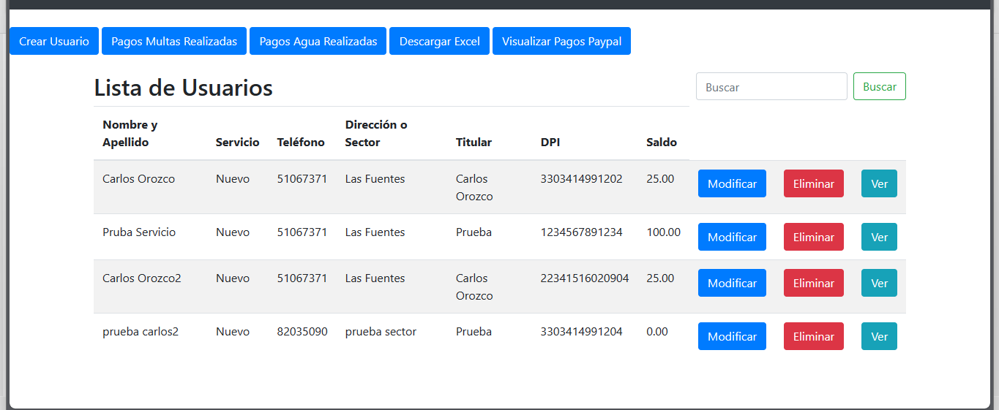 Crear Usuario Pagos Multas Realizadas Pagos Agua Realizadas Descargar Excel Visualizar Pagos Paypal
Lista de Usuarios Buscar Buscar
Nombre y Apellido Servicio Teléfono Dirección o Sector Titular DPI Saldo
Carlos Orozco Nuevo 51067371 Las Fuentes Carlos Orozco 3303414991202 25.00 Modificar Eliminar Ver
Pruba Servicio Nuevo 51067371 Las Fuentes Prueba 1234567891234 100.00 Modificar Eliminar Ver
Carlos Orozco2 Nuevo 51067371 Las Fuentes Carlos Orozco 22341516020904 25.00 Modificar Eliminar Ver
prueba carlos2 Nuevo 82035090 prueba sector Prueba 3303414991204 0.00 Modificar Eliminar Ver